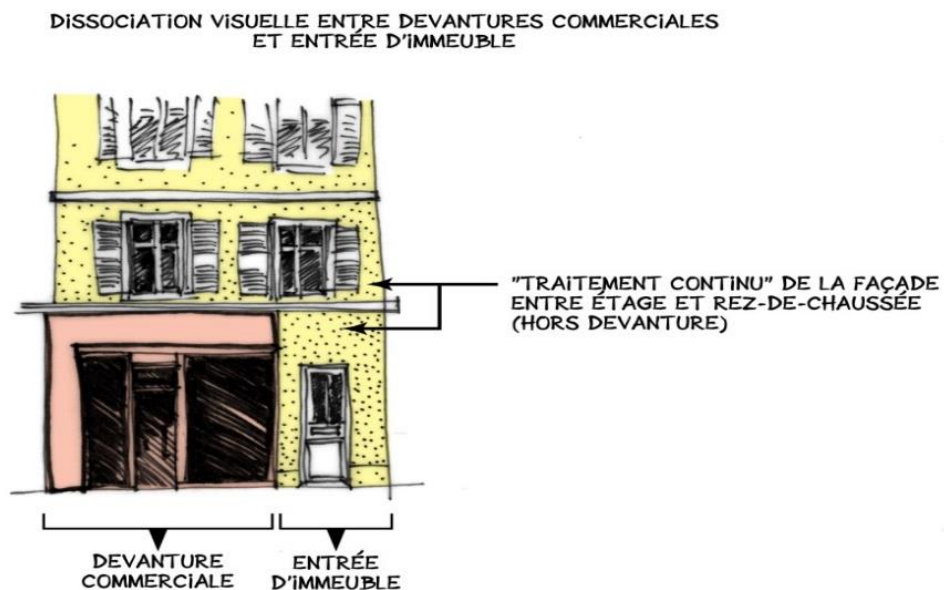 DISSOCIATION VISUELLE ENTRE DEVANTURES COMMERCIALES
ET ENTRÉE D'IMMEUBLE
"TRAITEMENT CONTINU" DE LA FAÇADE
ENTRE ÉTAGE ET REZ-DE-CHAUSSÉE
(HORS DEVANTURE)
DEVANTURE
COMMERCIALE
ENTRÉE
D'IMMEUBLE